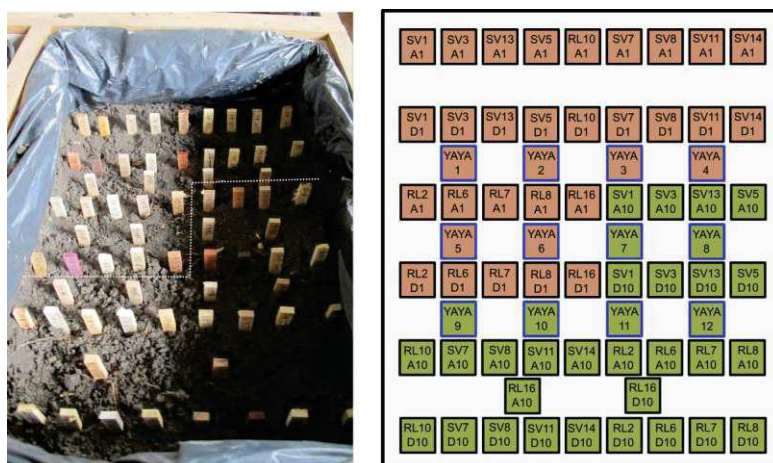 SV1 SV3 SV13 SV5 RL10 SV7 SV8 SV11 SV14
A1 A1 A1 A1 A1 A1 A1 A1 A1
SV1 SV3 SV13 SV5 RL10 SV7 SV8 SV11 SV14
D1 D1 D1 D1 D1 D1 D1 D1 D1
YAYA YAYA YAYA YAYA
1 2 3 4
RL2 RL6 RL7 RL8 RL16 SV1 SV3 SV13 SV5
A1 A1 A1 A1 A1 A10 A10 A10 A10
YAYA YAYA YAYA YAYA
5 6 7 8
RL2 RL6 RL7 RL8 RL16 SV1 SV3 SV13 SV5
D1 D1 D1 D1 D1 D10 D10 D10 D10
YAYA YAYA YAYA YAYA
9 10 11 12
RL10 SV7 SV8 SV11 SV14 RL2 RL6 RL7 RL8
A10 A10 A10 A10 A10 A10 A10 A10 A10
RL16 RL16
A10 D10
RL10 SV7 SV8 SV11 SV14 RL2 RL6 RL7 RL8
D10 D10 D10 D10 D10 D10 D10 D10 D10